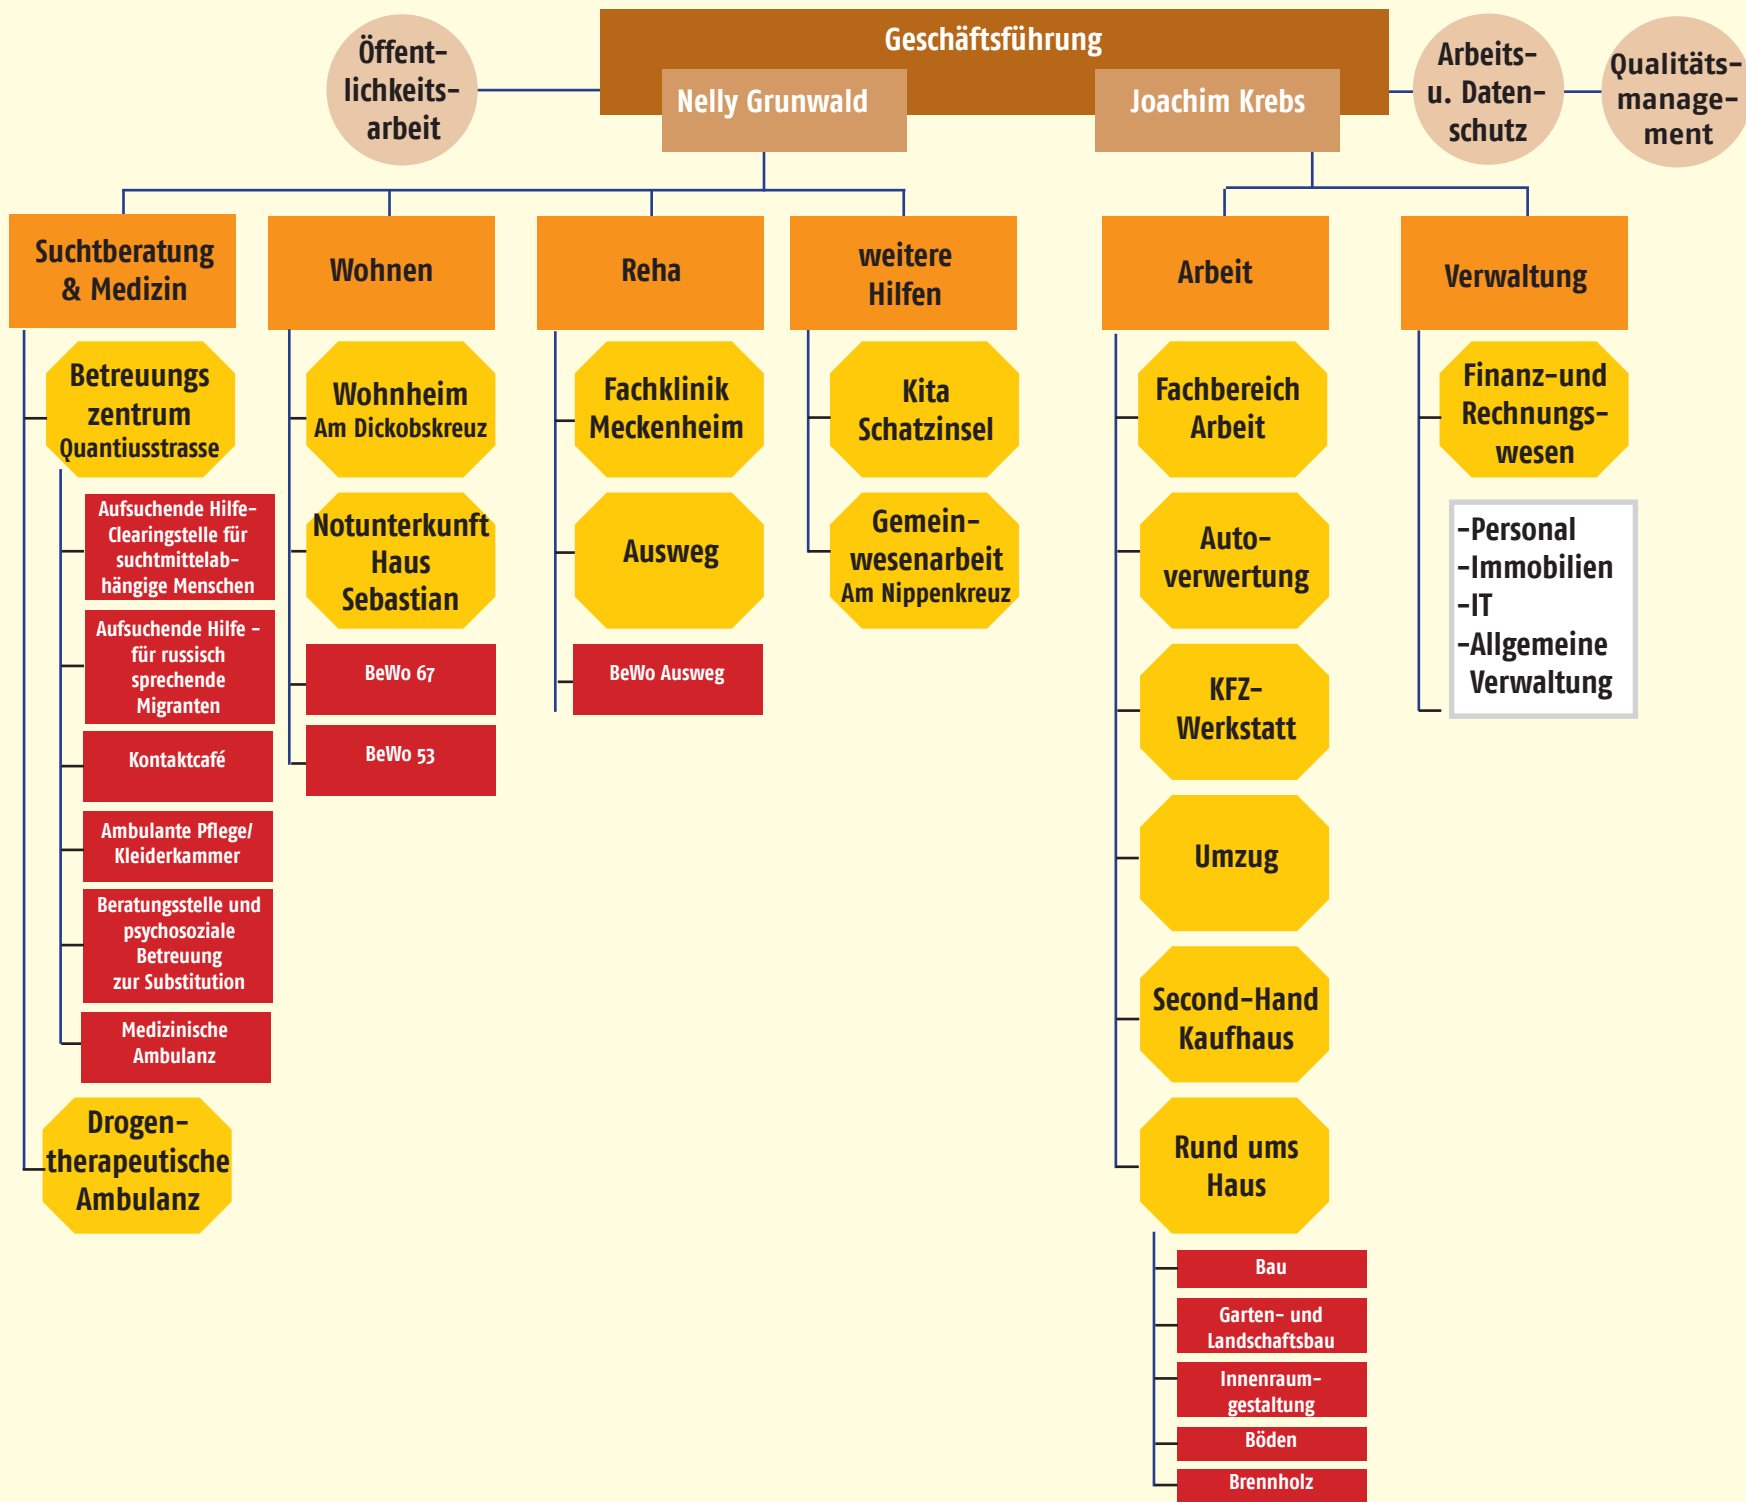 Geschäftsführung
Nelly Grunwald
Joachim Krebs
Öffent-
lichkeits-
arbeit
Arbeits-
u. Daten-
schutz
Qualitäts-
manage-
ment
Suchtberatung
& Medizin
Betreuungs
zentrum
Quantiusstrasse
Aufsuchende Hilfe-
Clearingstelle für
suchtmittelab-
hängige Menschen
Aufsuchende Hilfe -
für russisch
sprechende
Migranten
Kontaktcafé
Ambulante Pflege/
Kleiderkammer
Beratungsstelle und
psychosoziale
Betreuung
zur Substitution
Medizinische
Ambulanz
Drogen-
therapeutische
Ambulanz
Wohnen
Wohnheim
Am Dickobskreuz
Notunterkunft
Haus
Sebastian
BeWo 67
BeWo 53
Reha
Fachklinik
Meckenheim
Ausweg
BeWo Ausweg
weitere
Hilfen
Kita
Schatzinsel
Gemein-
wesenarbeit
Am Nippenkreuz
Arbeit
Fachbereich
Arbeit
Auto-
verwertung
KFZ-
Werkstatt
Umzug
Second-Hand
Kaufhaus
Rund ums
Haus
Bau
Garten- und
Landschaftsbau
Innenraum-
gestaltung
Böden
Brennholz
Verwaltung
Finanz-und
Rechnungs-
wesen
-Personal
-Immobilien
-IT
-Allgemeine
Verwaltung